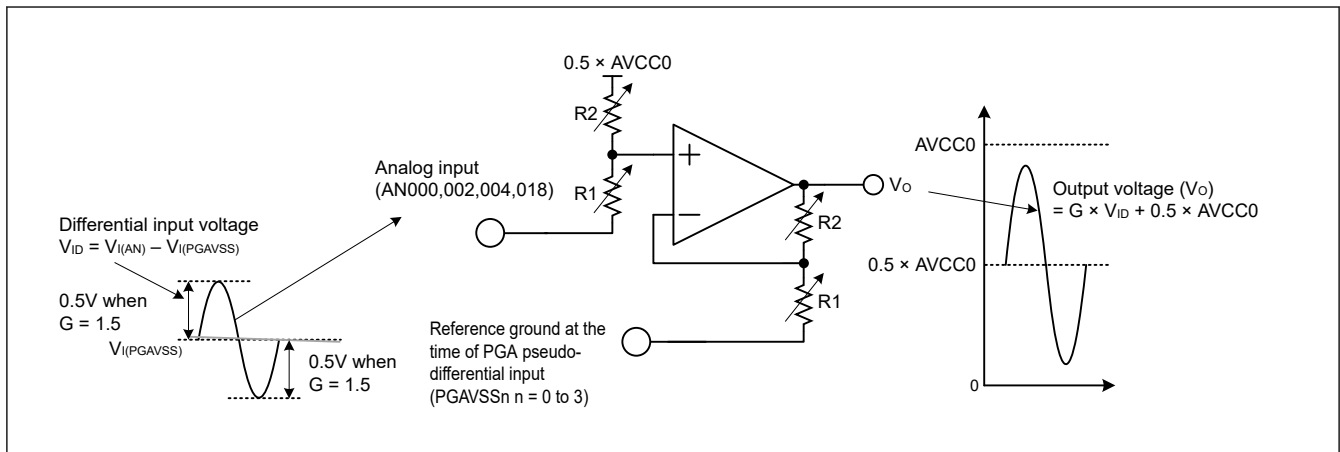 0.5 × AVCC0
R2
Analog input
(AN000,002,004,018)
R1
+
−
Differential input voltage
VID = VI(AN) – VI(PGAVSS)
0.5V when
G = 1.5
VI(PGAVSS)
0.5V when
G = 1.5
Reference ground at the
time of PGA pseudo-
differential input
(PGAVSSn n = 0 to 3)
VO
R2
R1
AVCC0
Output voltage (VO)
= G × VID + 0.5 × AVCC0
0.5 × AVCC0
0